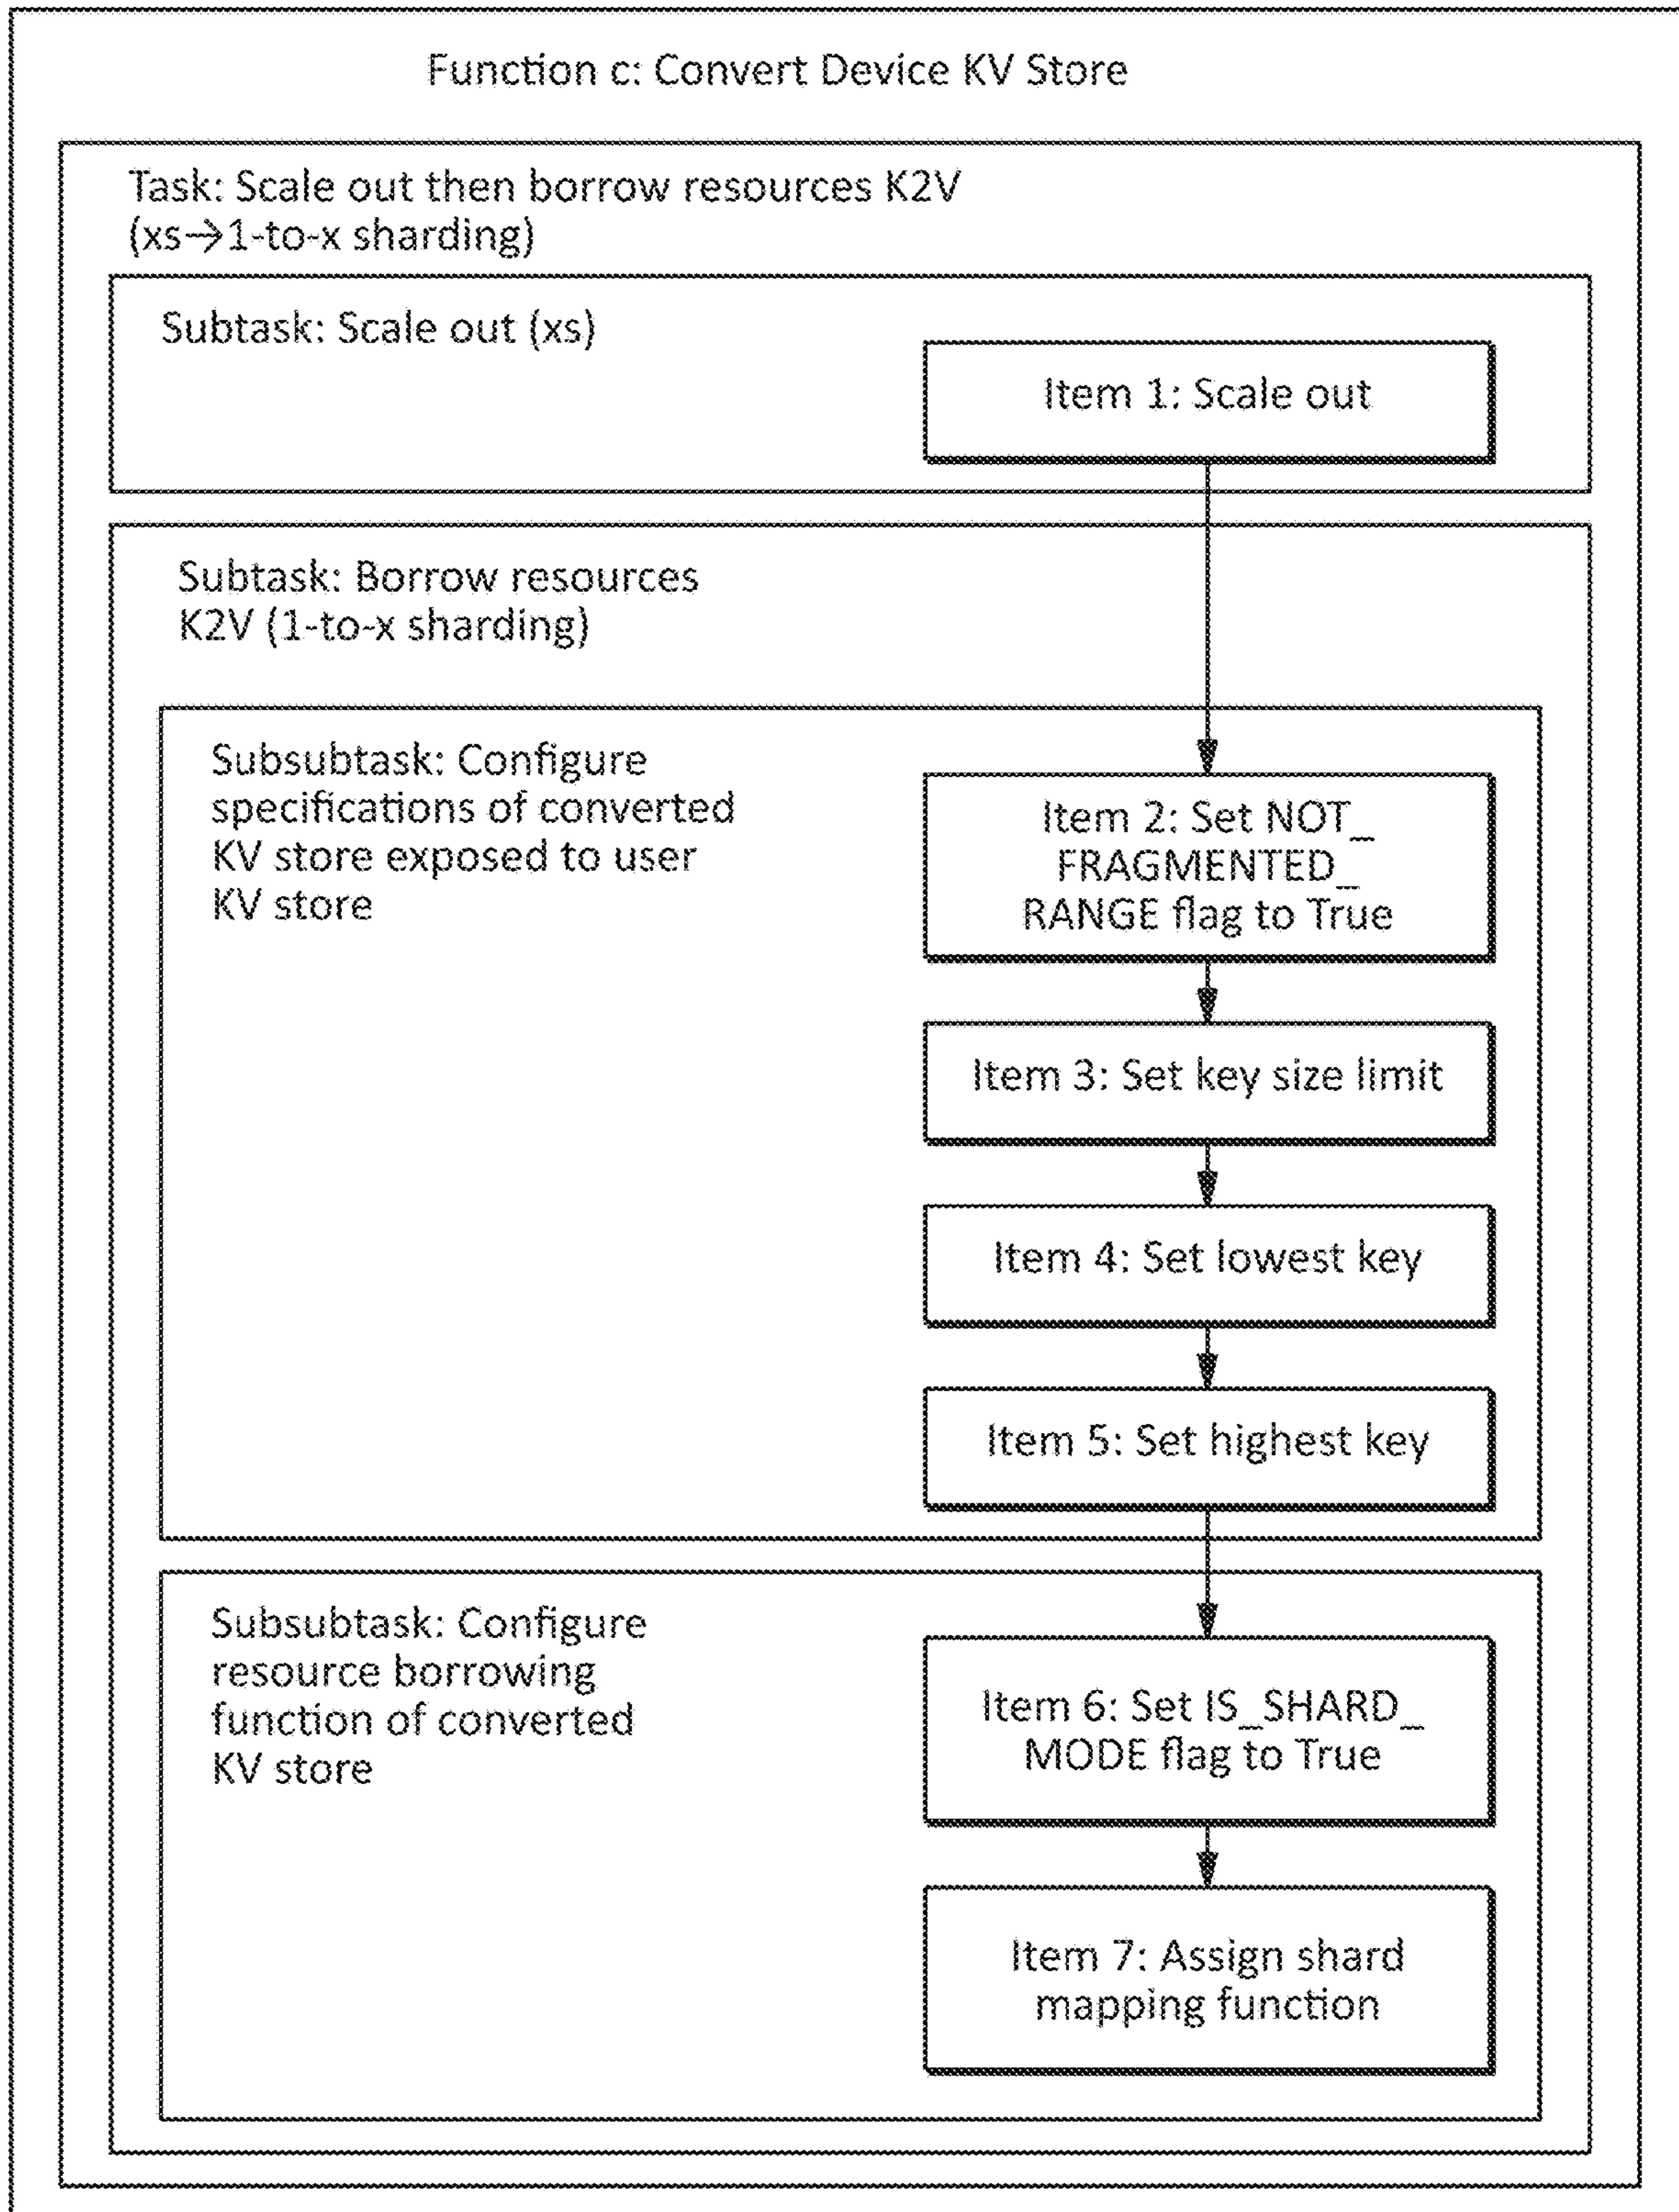 Function c: Convert Device KV Store
Task: Scale out then borrow resources K2V
(xs→1-to-x sharding)
Subtask: Scale out (xs)
Item 1: Scale out
Subtask: Borrow resources
K2V (1-to-x sharding)
Subsubtask: Configure
specifications of converted
KV store exposed to user
KV store
Item 2: Set NOT_
FRAGMENTED_
RANGE flag to True
Item 3: Set key size limit
Item 4: Set lowest key
Item 5: Set highest key
Subsubtask: Configure
resource borrowing
function of converted
KV store
Item 6: Set IS_SHARD_
MODE flag to True
Item 7: Assign shard
mapping function